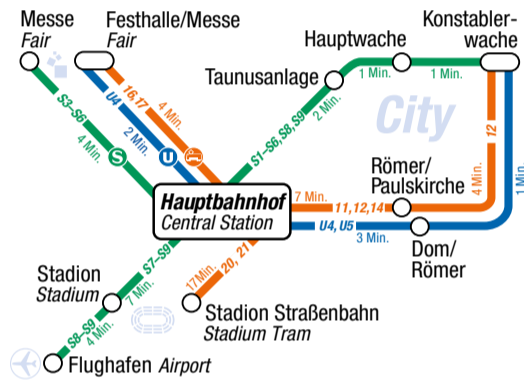 Messe
Fair
Festhalle/Messe
Fair
Konstabler-
wache
Hauptwache
Taunusanlage
1 Min.
1 Min.
2 Min.
S1–S6, S8, S9
City
S3–S6
4 Min.
S
U4
2 Min.
U
16,17
4 Min.
12
4 Min.
1 Min.
Römer/
Paulskirche
Hauptbahnhof
Central Station
7 Min.
11,12,14
U4, U5
3 Min.
Dom/
Römer
S7–S9
7 Min.
20, 21
17Min.
Stadion
Stadium
Stadion Straßenbahn
Stadium Tram
S8–S9
4 Min.
Flughafen Airport